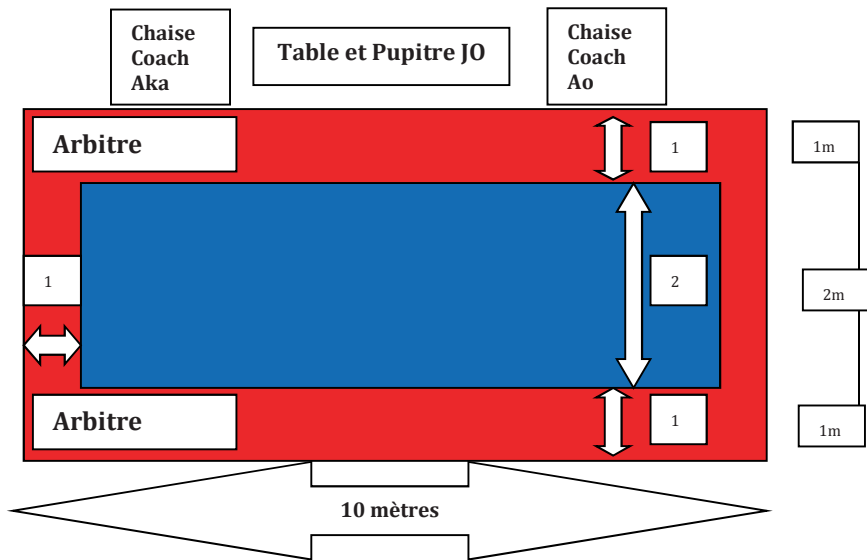 Chaise
Coach
Aka
Table et Pupitre JO
Chaise
Coach
Ao
Arbitre
1
1m
1
2
2m
Arbitre
1
1m
10 mètres